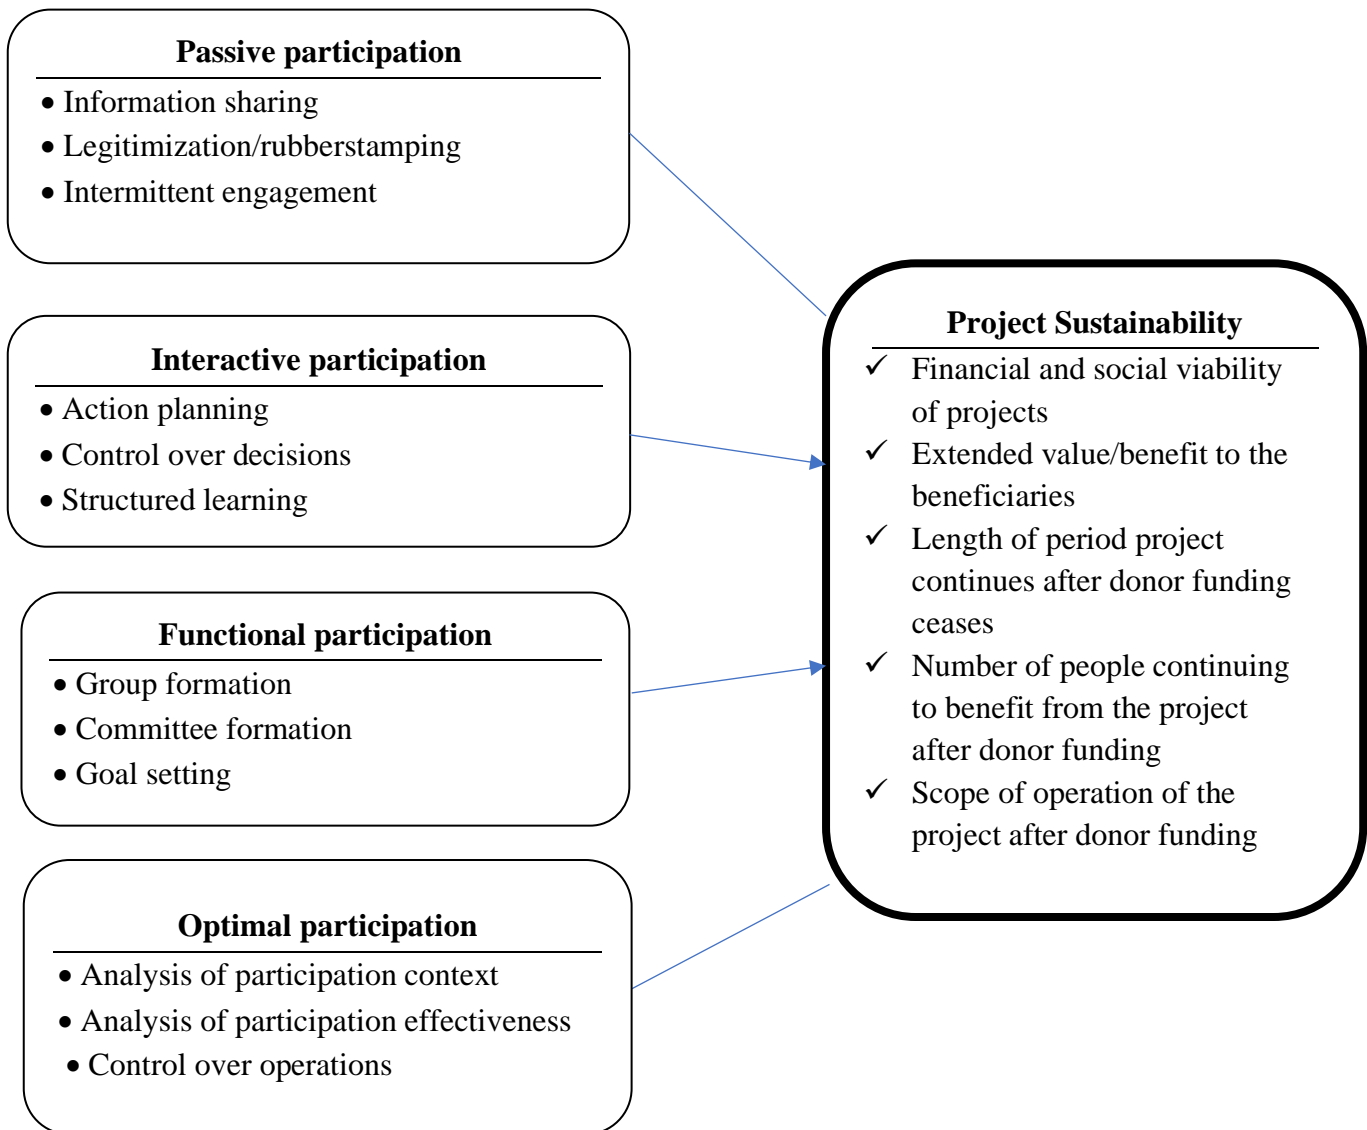 Passive participation
• Information sharing
• Legitimization/rubberstamping
• Intermittent engagement
Interactive participation
• Action planning
• Control over decisions
• Structured learning
Functional participation
• Group formation
• Committee formation
• Goal setting
Optimal participation
• Analysis of participation context
• Analysis of participation effectiveness
• Control over operations
Project Sustainability
✓ Financial and social viability
of projects
✓ Extended value/benefit to the
beneficiaries
✓ Length of period project
continues after donor funding
ceases
✓ Number of people continuing
to benefit from the project
after donor funding
✓ Scope of operation of the
project after donor funding